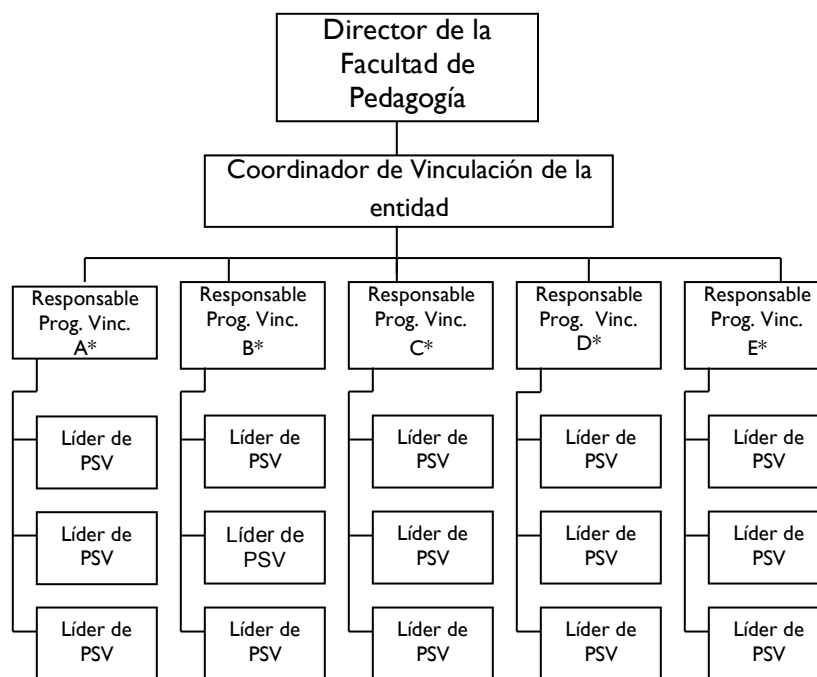 Director de la
Facultad de
Pedagogía
Coordinador de Vinculación de la
entidad
Responsable
Prog. Vinc.
A*
Responsable
Prog. Vinc.
B*
Responsable
Prog. Vinc.
C*
Responsable
Prog. Vinc.
D*
Responsable
Prog. Vinc.
E*
Líder de
PSV
Líder de
PSV
Líder de
PSV
Líder de
PSV
Líder de
PSV
Líder de
PSV
Líder de
PSV
Líder de
PSV
Líder de
PSV
Líder de
PSV
Líder de
PSV
Líder de
PSV
Líder de
PSV
Líder de
PSV
Líder de
PSV